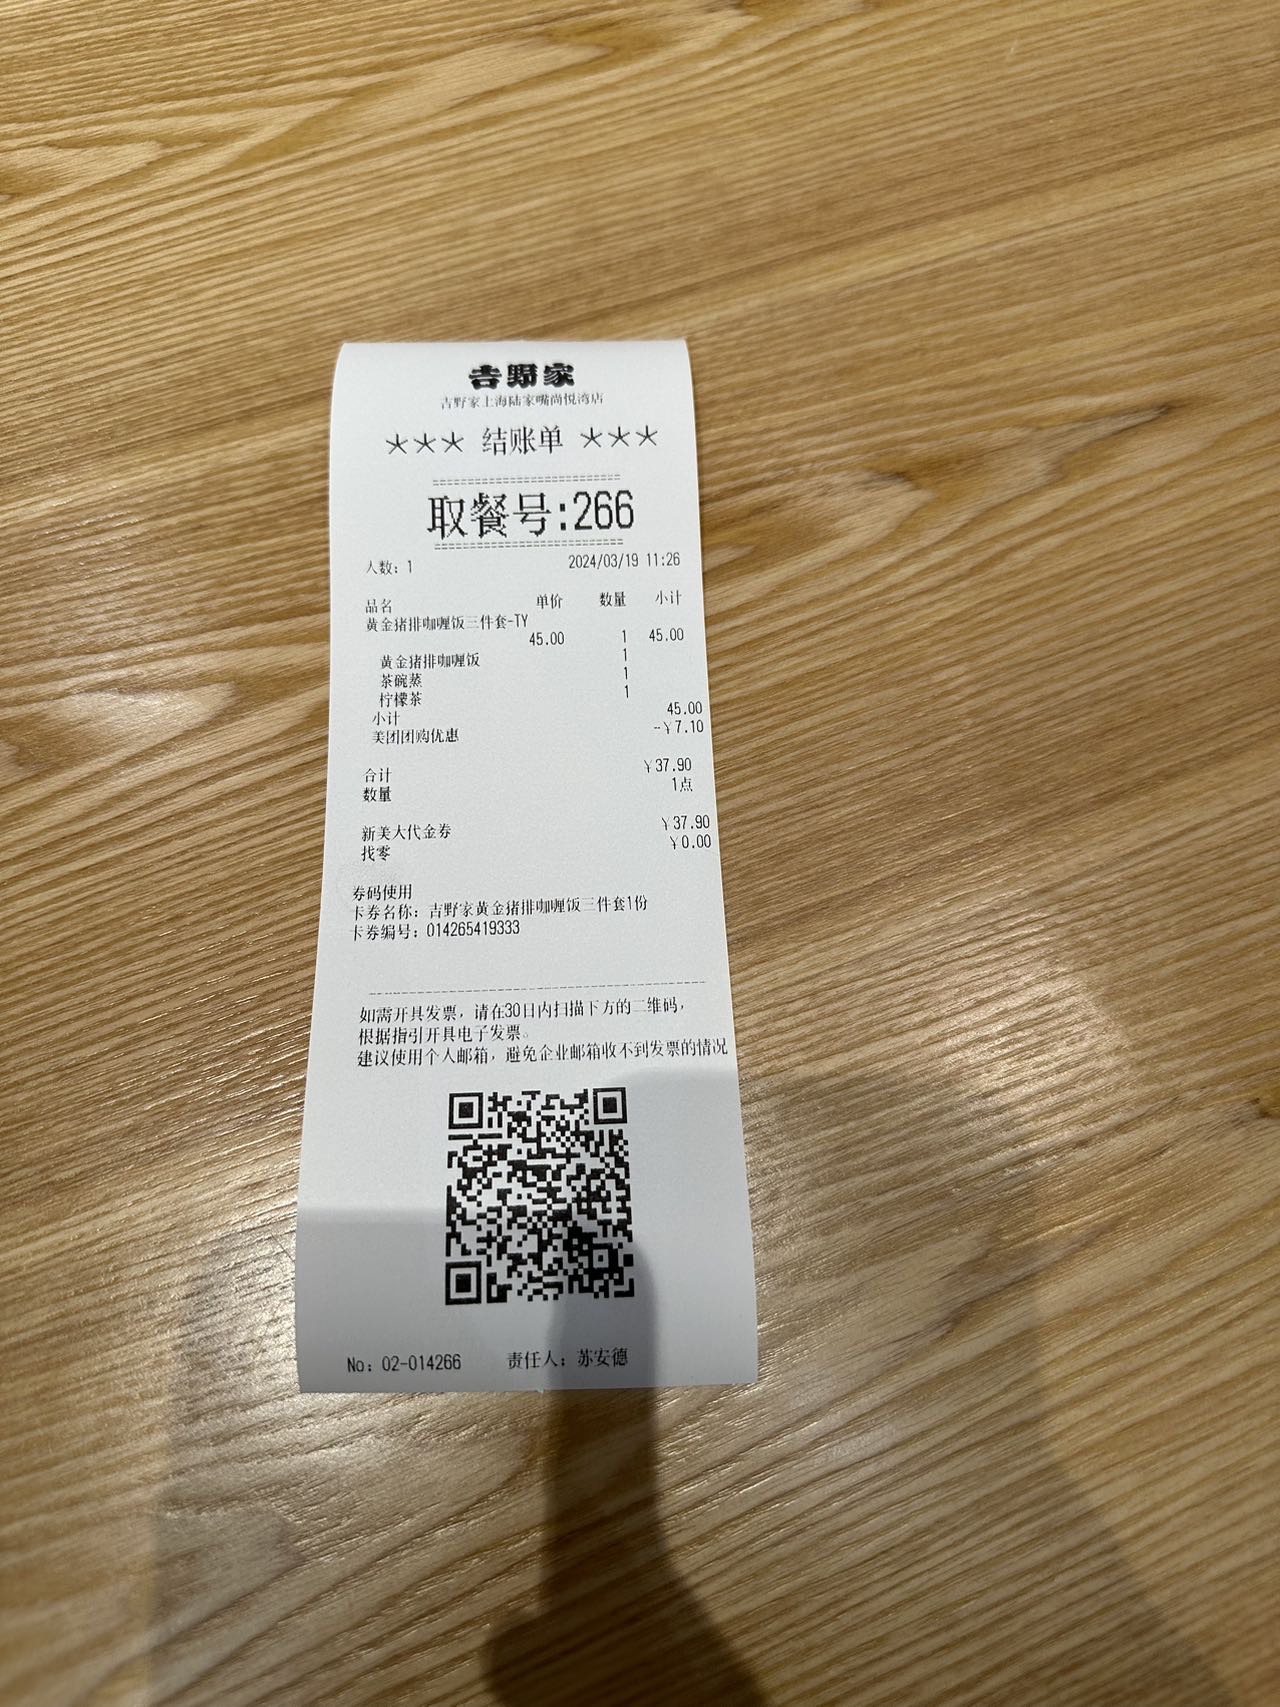 吉野家
吉野家上海陆家嘴尚悦湾店
*** 结账单 ***
取餐号:266
人数：1 2024/03/19 11:26
品名 单价 数量 小计
黄金猪排咖喱饭三件套-TY
45.00 1 45.00
黄金猪排咖喱饭 1
茶碗蒸 1
柠檬茶 1
小计 45.00
美团团购优惠 -￥7.10
合计 ￥37.90
数量 1点
新美大代金券 ￥37.90
找零 ￥0.00
券码使用
卡券名称：吉野家黄金猪排咖喱饭三件套1份
卡券编号：014265419333
如需开具发票，请在30日内扫描下方的二维码，
根据指引开具电子发票。
建议使用个人邮箱，避免企业邮箱收不到发票的情况
No：02-014266 责任人：苏安德